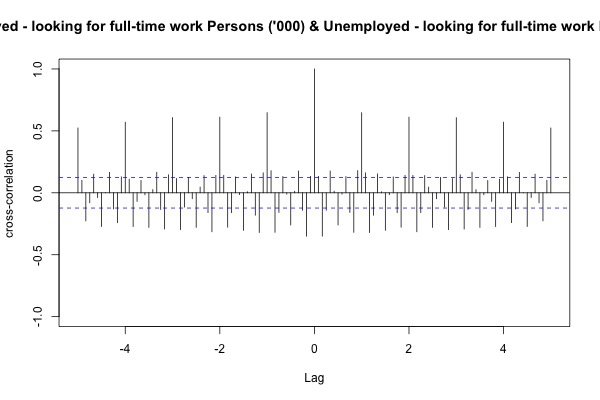 - looking for full-time work Persons ('000) & Unemployed - looking for full-time work
1.0
0.5
0.0
-0.5
-1.0
cross-correlation
-4 -2 0 2 4
Lag